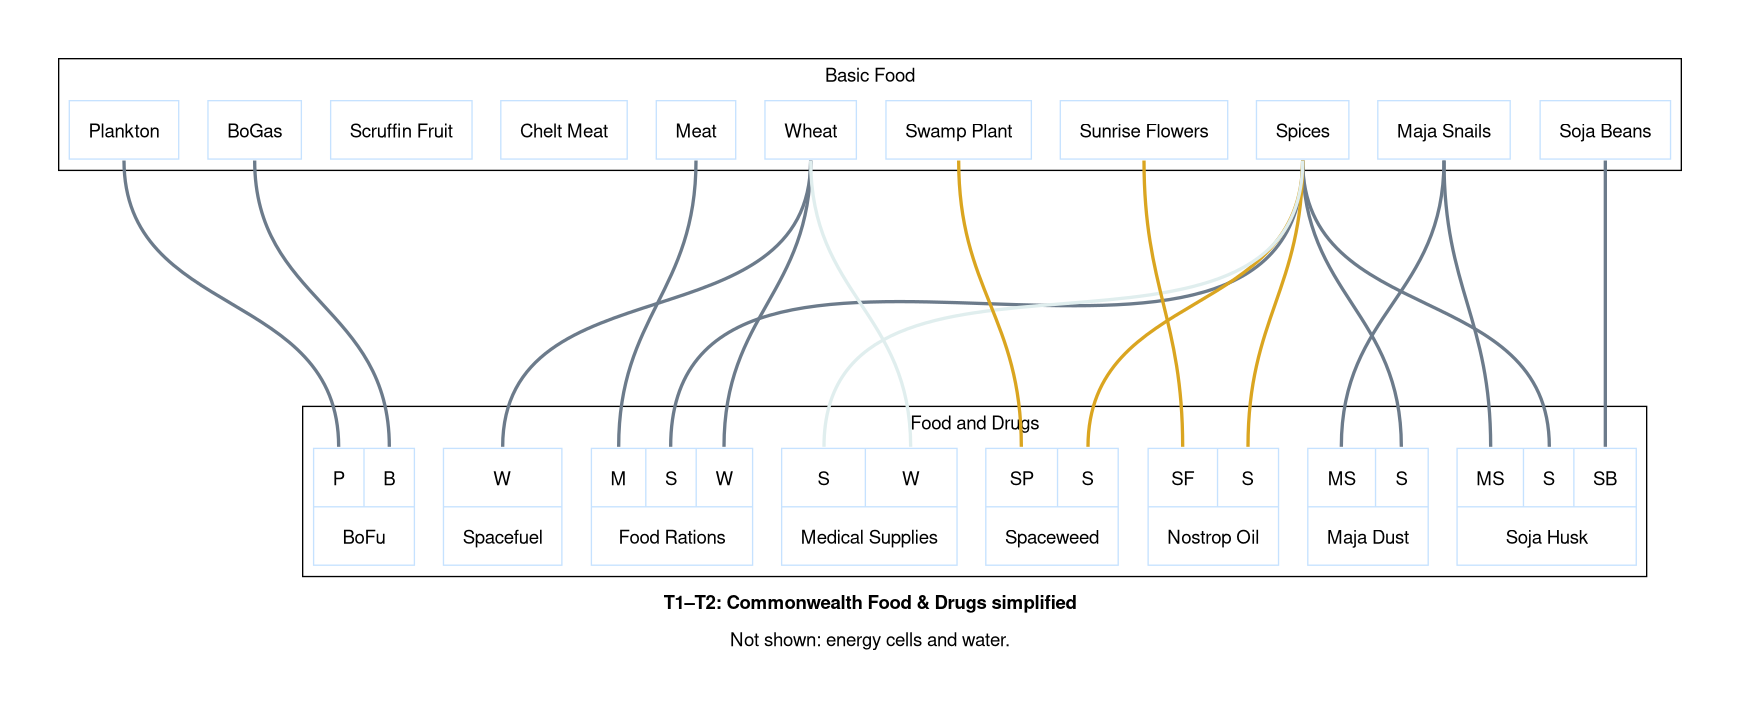 Basic Food
Plankton BoGas Scruffin Fruit Chelt Meat Meat Wheat Swamp Plant Sunrise Flowers Spices Maja Snails Soja Beans
Food and Drugs
P B W M S W S W SP S SF S MS S MS S SB
BoFu Spacefuel Food Rations Medical Supplies Spaceweed Nostrop Oil Maja Dust Soja Husk
T1–T2: Commonwealth Food & Drugs simplified
Not shown: energy cells and water.